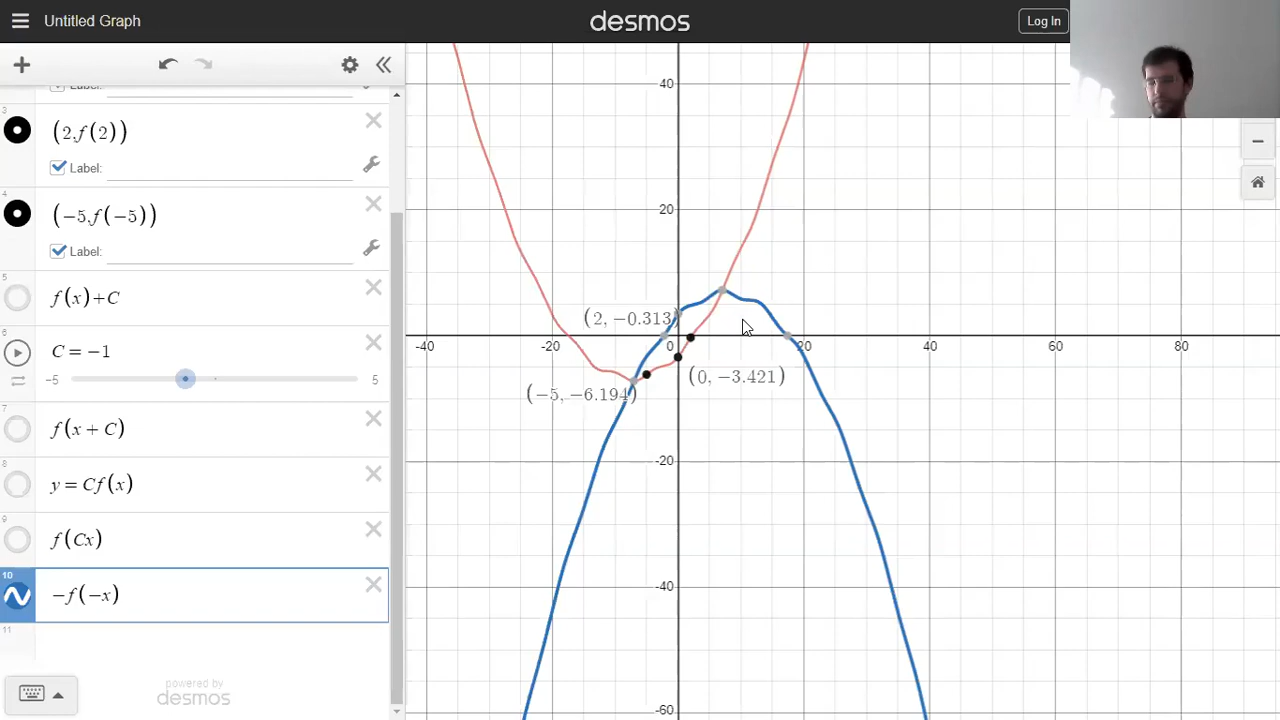 Untitled Graph
desmos
Log In
Label:
3
(2,f(2))
Label:
4
(−5,f(−5))
Label:
5
f(x)+C
6
C = −1
−5
5
7
f(x + C)
8
y = Cf(x)
9
f(Cx)
10
−f(−x)
11
powered by
desmos
40
20
-40
-20
0
20
40
60
80
-20
-40
-60
(2, −0.313)
(0, −3.421)
(−5, −6.194)